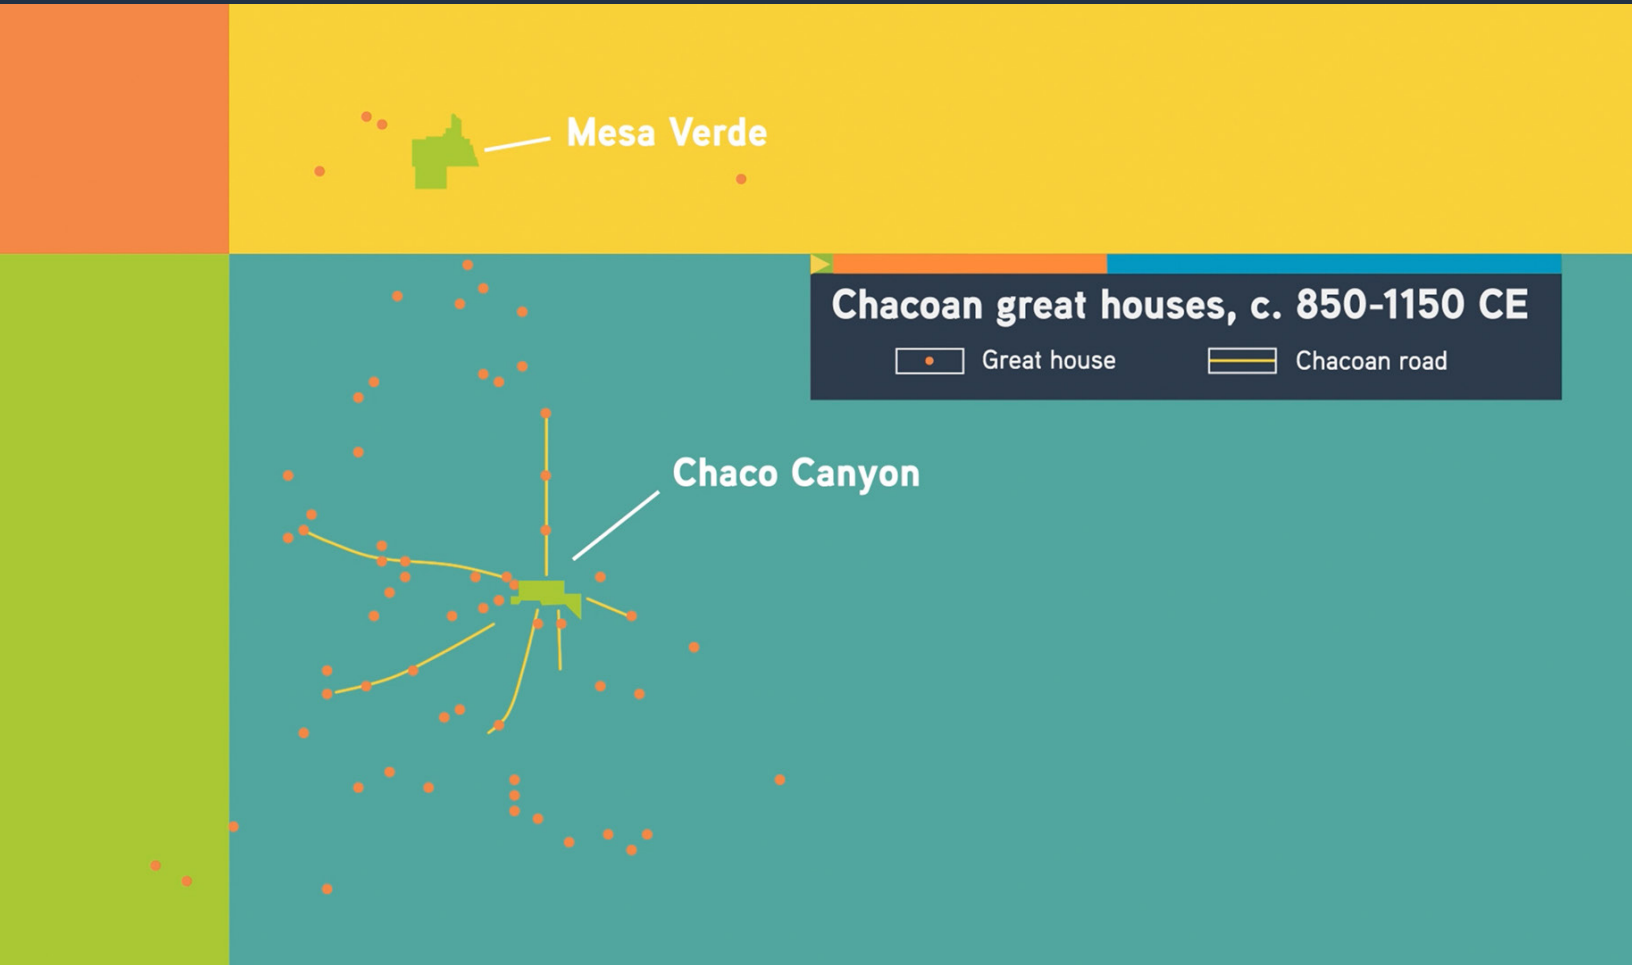 Mesa Verde
Chacoan great houses, c. 850-1150 CE
Great house
Chacoan road
Chaco Canyon